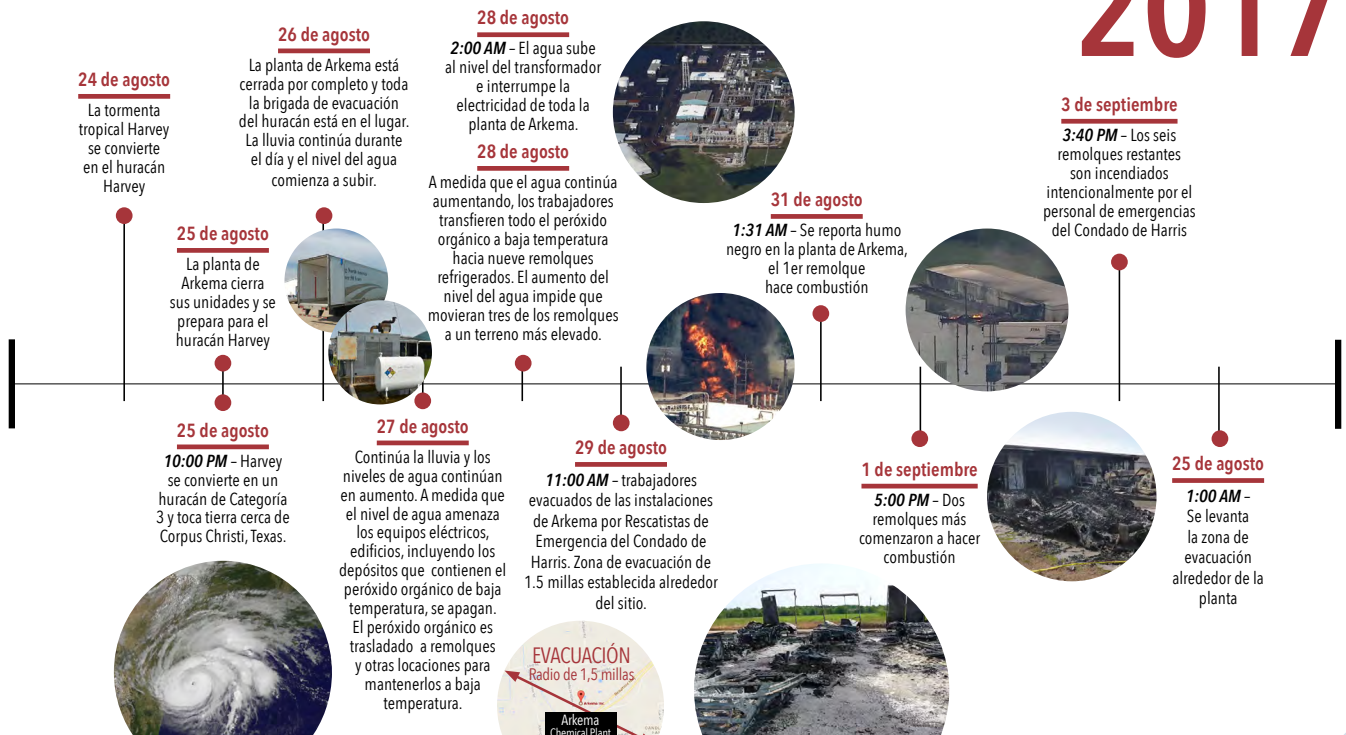 2017
24 de agosto
La tormenta
tropical Harvey
se convierte
en el huracán
Harvey
25 de agosto
La planta de
Arkema cierra
sus unidades y se
prepara para el
huracán Harvey
25 de agosto
10:00 PM – Harvey
se convierte en un
huracán de Categoría
3 y toca tierra cerca de
Corpus Christi, Texas.
26 de agosto
La planta de Arkema está
cerrada por completo y toda
la brigada de evacuación
del huracán está en el lugar.
La lluvia continúa durante
el día y el nivel del agua
comienza a subir.
27 de agosto
Continúa la lluvia y los
niveles de agua continúan
en aumento. A medida que
el nivel de agua amenaza
los equipos eléctricos,
edificios, incluyendo los
depósitos que contienen el
peróxido orgánico de baja
temperatura, se apagan.
El peróxido orgánico es
trasladado a remolques
y otras locaciones para
mantenerlos a baja
temperatura.
28 de agosto
2:00 AM – El agua sube
al nivel del transformador
e interrumpe la
electricidad de toda la
planta de Arkema.
28 de agosto
A medida que el agua continúa
aumentando, los trabajadores
transfieren todo el peróxido
orgánico a baja temperatura
hacia nueve remolques
refrigerados. El aumento del
nivel del agua impide que
movieran tres de los remolques
a un terreno más elevado.
29 de agosto
11:00 AM – trabajadores
evacuados de las instalaciones
de Arkema por Rescatistas de
Emergencia del Condado de
Harris. Zona de evacuación de
1.5 millas establecida alrededor
del sitio.
EVACUACIÓN
Radio de 1,5 millas
Arkema Inc.
Arkema
Chemical Plant
31 de agosto
1:31 AM – Se reporta humo
negro en la planta de Arkema,
el 1er remolque
hace combustión
1 de septiembre
5:00 PM – Dos
remolques más
comenzaron a hacer
combustión
3 de septiembre
3:40 PM – Los seis
remolques restantes
son incendiados
intencionalmente por el
personal de emergencias
del Condado de Harris
25 de agosto
1:00 AM –
Se levanta
la zona de
evacuación
alrededor de la
planta